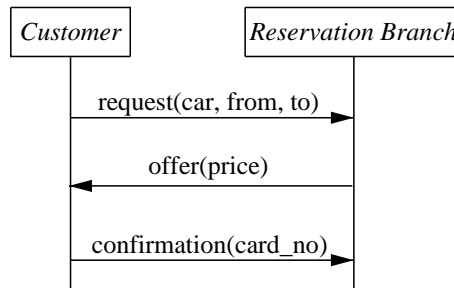 Customer
Reservation Branch
request(car, from, to)
offer(price)
confirmation(card_no)